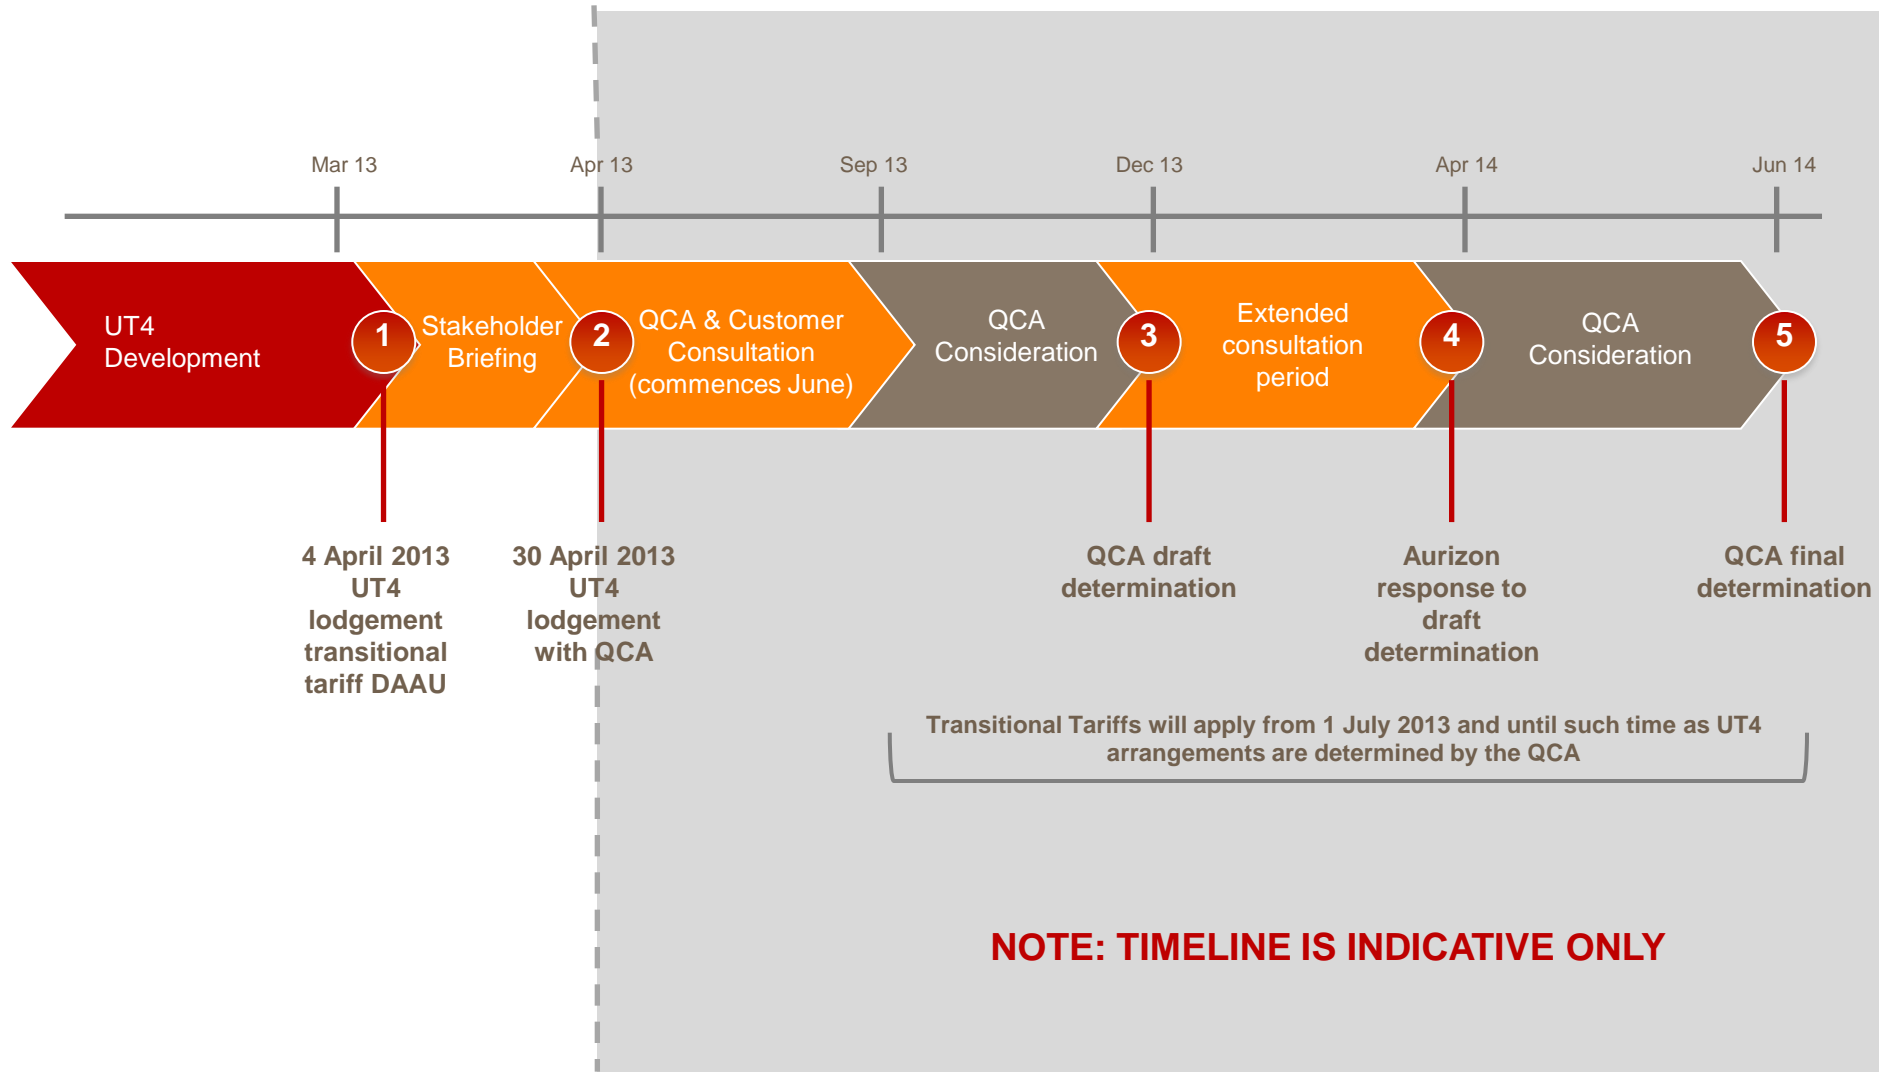 Mar 13
Apr 13
Sep 13
Dec 13
Apr 14
Jun 14
UT4
Development
1
Stakeholder
Briefing
2
QCA & Customer
Consultation
(commences June)
QCA
Consideration
3
Extended
consultation
period
4
QCA
Consideration
5
4 April 2013
UT4
lodgement
transitional
tariff DAAU
30 April 2013
UT4
lodgement
with QCA
QCA draft
determination
Aurizon
response to
draft
determination
QCA final
determination
Transitional Tariffs will apply from 1 July 2013 and until such time as UT4
arrangements are determined by the QCA
NOTE: TIMELINE IS INDICATIVE ONLY